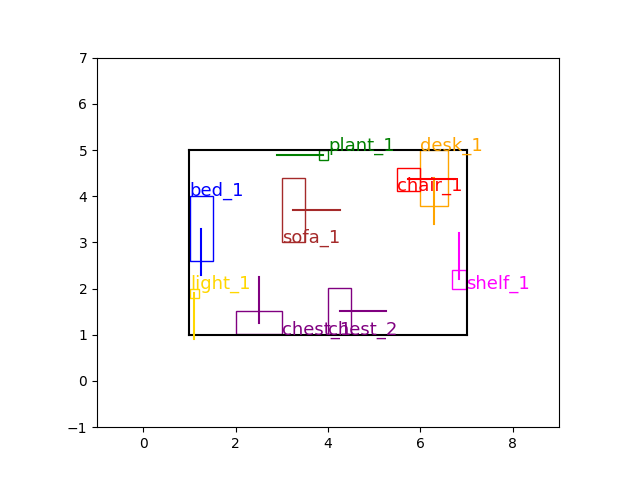 7
6
5
4
3
2
1
0
−1
0 2 4 6 8
plant_1
desk_1
bed_1
chair_1
sofa_1
light_1
shelf_1
chest_1
chest_2